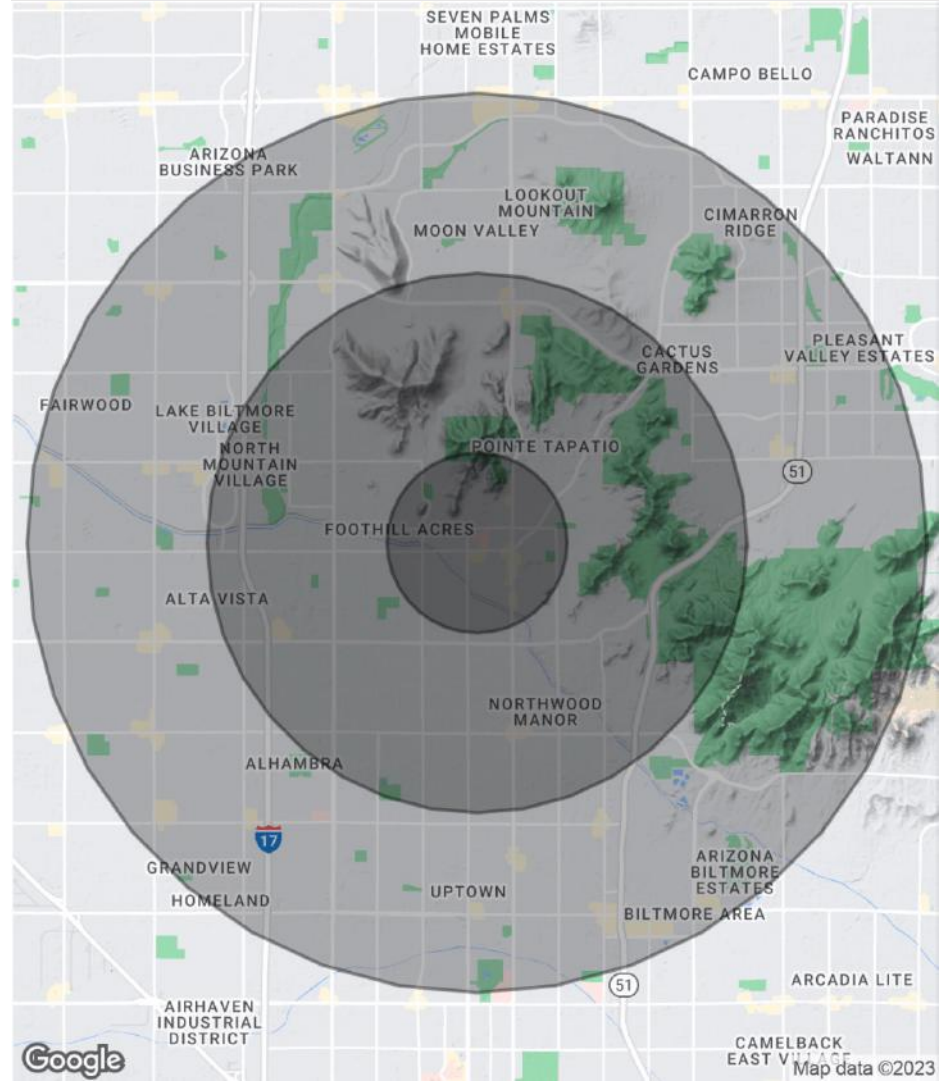 SEVEN PALMS
MOBILE
HOME ESTATES
CAMPO BELLO
PARADISE
RANCHITOS
WALTANN
ARIZONA
BUSINESS PARK
LOOKOUT
MOUNTAIN
MOON VALLEY
CIMARRON
RIDGE
PLEASANT
VALLEY ESTATES
CACTUS
GARDENS
FAIRWOOD
LAKE BILTMORE
VILLAGE
NORTH
MOUNTAIN
VILLAGE
POINTE TAPATIO
51
FOOTHILL ACRES
ALTA VISTA
NORTHWOOD
MANOR
ALHAMBRA
17
GRANDVIEW
HOMELAND
UPTOWN
ARIZONA
BILTMORE
ESTATES
BILTMORE AREA
51
ARCADIA LITE
AIRHAVEN
INDUSTRIAL
DISTRICT
CAMELBACK
EAST VILLAGE
Google
Map data ©2023